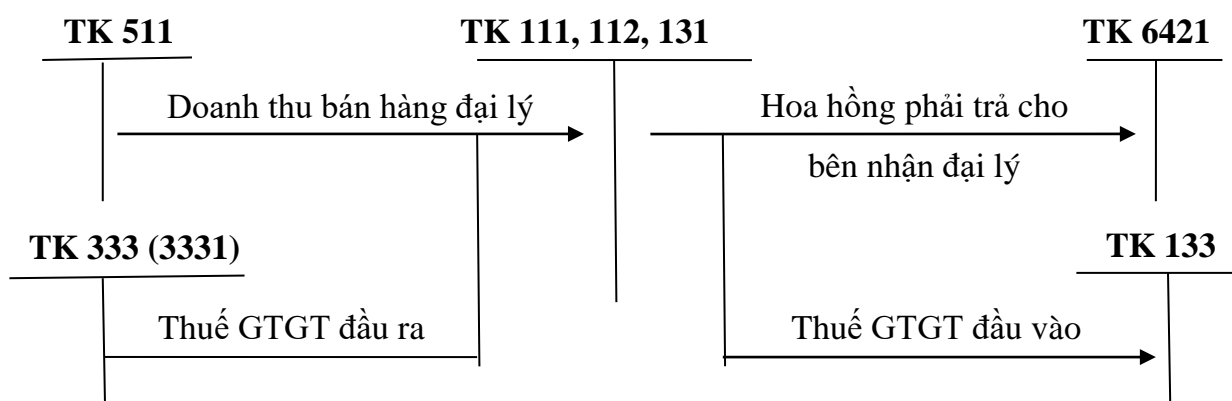 TK 511
TK 111, 112, 131
TK 6421
Doanh thu bán hàng đại lý
Hoa hồng phải trả cho
bên nhận đại lý
TK 333 (3331)
TK 133
Thuế GTGT đầu ra
Thuế GTGT đầu vào